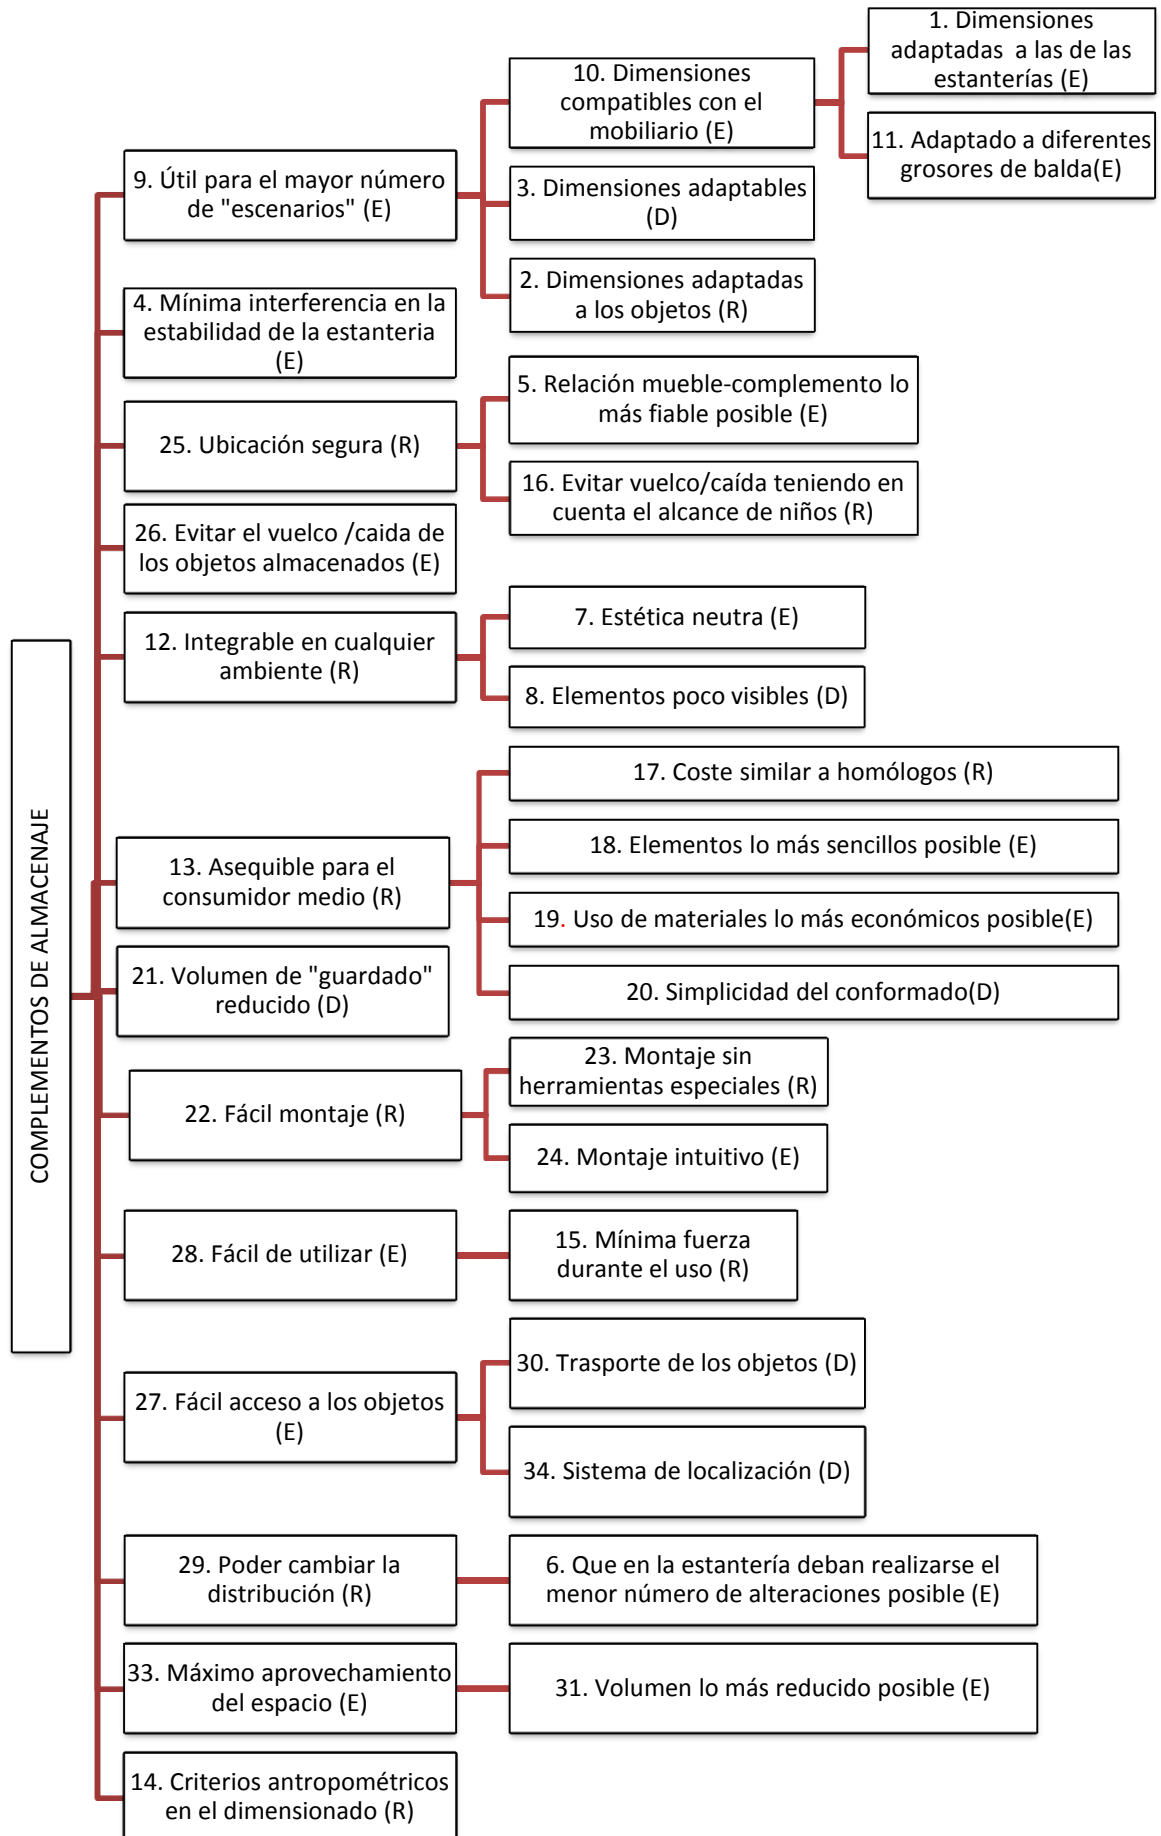 COMPLEMENTOS DE ALMACENAJE
9. Útil para el mayor número
de "escenarios" (E)
10. Dimensiones
compatibles con el
mobiliario (E)
1. Dimensiones
adaptadas a las de las
estanterías (E)
11. Adaptado a diferentes
grosores de balda(E)
3. Dimensiones adaptables
(D)
2. Dimensiones adaptadas
a los objetos (R)
4. Mínima interferencia en la
estabilidad de la estanteria
(E)
25. Ubicación segura (R)
5. Relación mueble-complemento lo
más fiable posible (E)
16. Evitar vuelco/caída teniendo en
cuenta el alcance de niños (R)
26. Evitar el vuelco /caida de
los objetos almacenados (E)
12. Integrable en cualquier
ambiente (R)
7. Estética neutra (E)
8. Elementos poco visibles (D)
13. Asequible para el
consumidor medio (R)
17. Coste similar a homólogos (R)
18. Elementos lo más sencillos posible (E)
19. Uso de materiales lo más económicos posible(E)
20. Simplicidad del conformado(D)
21. Volumen de "guardado"
reducido (D)
22. Fácil montaje (R)
23. Montaje sin
herramientas especiales (R)
24. Montaje intuitivo (E)
28. Fácil de utilizar (E)
15. Mínima fuerza
durante el uso (R)
27. Fácil acceso a los objetos
(E)
30. Trasporte de los objetos (D)
34. Sistema de localización (D)
29. Poder cambiar la
distribución (R)
6. Que en la estantería deban realizarse el
menor número de alteraciones posible (E)
33. Máximo aprovechamiento
del espacio (E)
31. Volumen lo más reducido posible (E)
14. Criterios antropométricos
en el dimensionado (R)